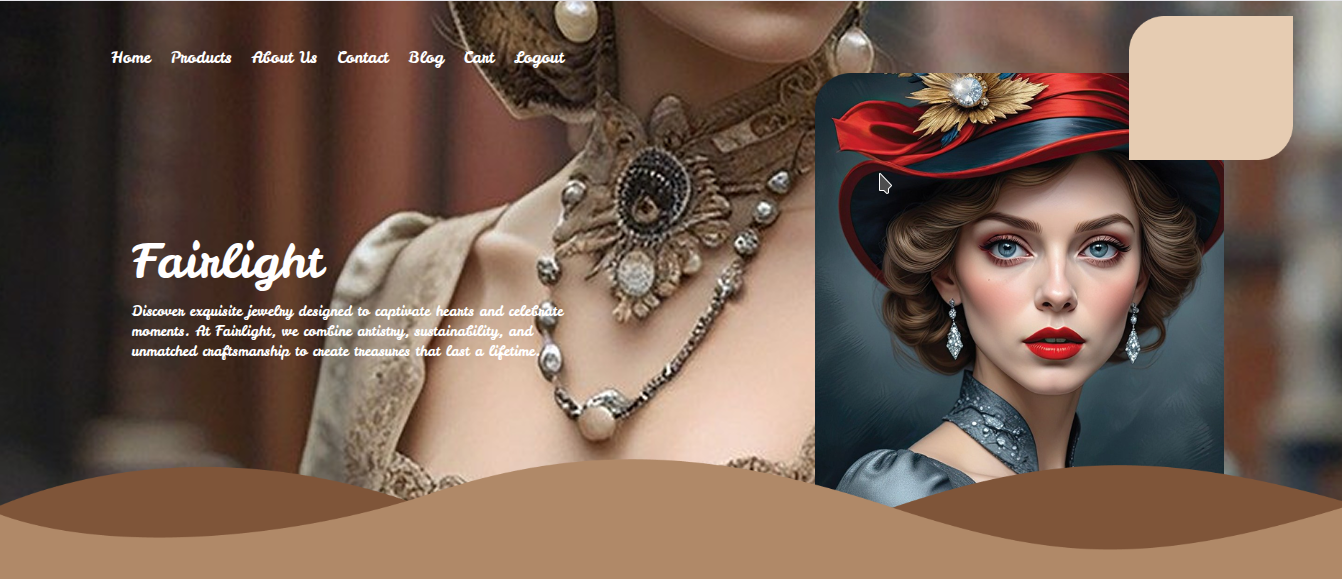 Home Products About Us Contact Blog Cart Logout
Fairlight
Discover exquisite jewelry designed to captivate hearts and celebrate
moments. At Fairlight, we combine artistry, sustainability, and
unmatched craftsmanship to create treasures that last a lifetime.